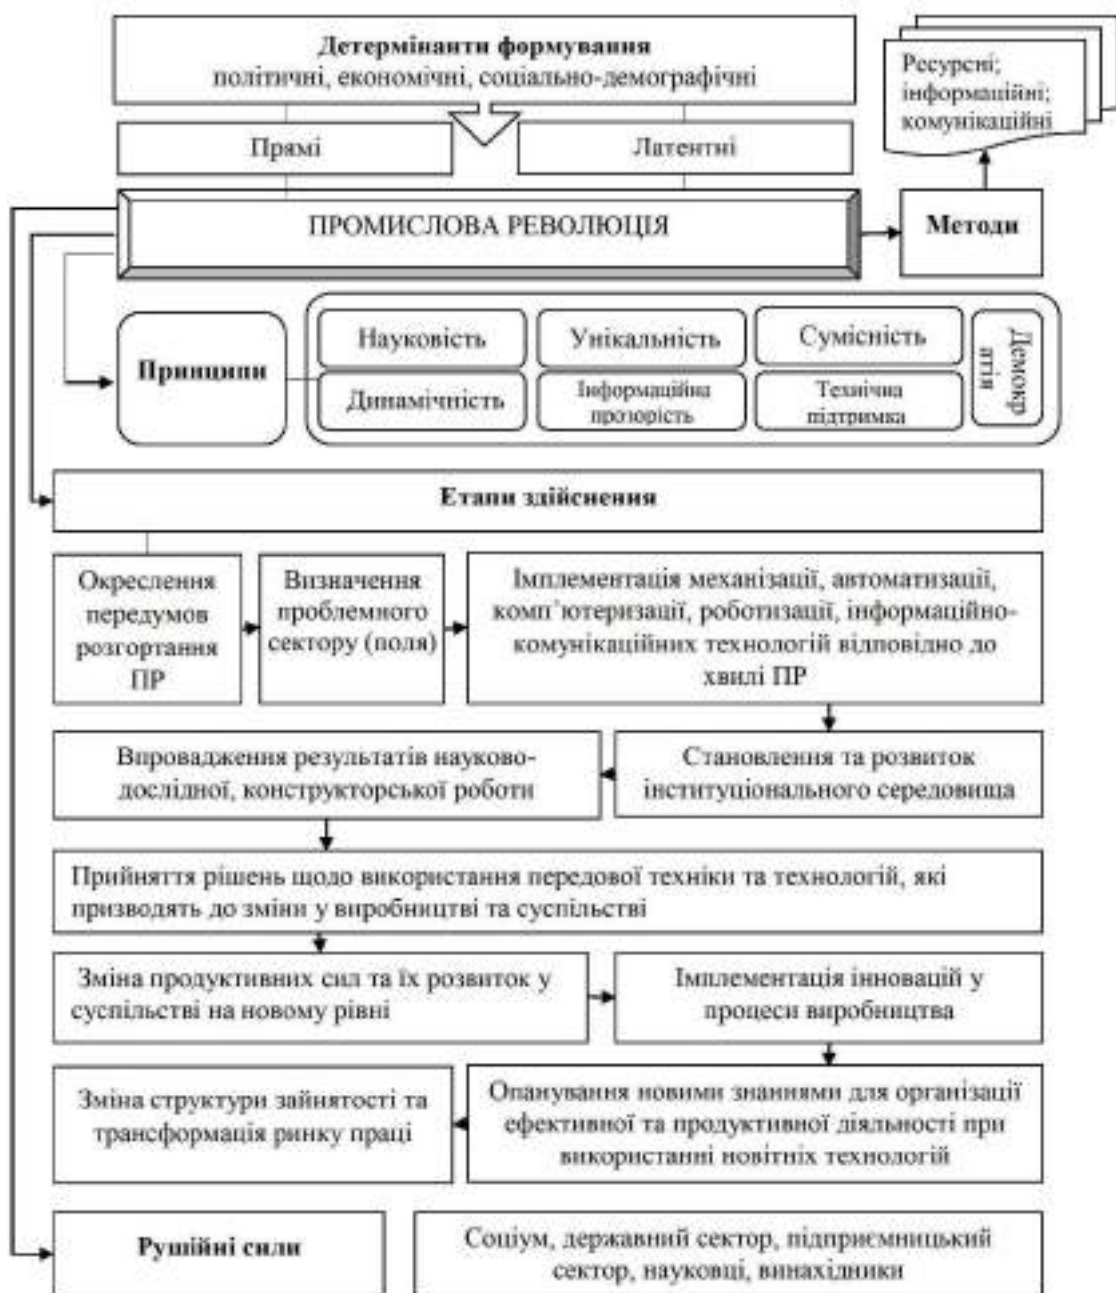 Детермінанти формування
політичні, економічні, соціально-демографічні
Ресурсні;
інформаційні;
комунікаційні
Прямі
Латентні
ПРОМИСЛОВА РЕВОЛЮЦІЯ
Методи
Принципи
Науковість
Унікальність
Сумісність
Демокр
атія
Динамічність
Інформаційна
прозорість
Технічна
підтримка
Етапи здійснення
Окреслення
передумов
розгортання
ПР
Визначення
проблемного
сектору (поля)
Імплементація механізації, автоматизації,
комп’ютеризації, роботизації, інформаційно-
комунікаційних технологій відповідно до
хвилі ПР
Впровадження результатів науково-
дослідної, конструкторської роботи
Становлення та розвиток
інституціонального середовища
Прийняття рішень щодо використання передової техніки та технологій, які
призводять до зміни у виробництві та суспільстві
Зміна продуктивних сил та їх розвиток у
суспільстві на новому рівні
Імплементація інновацій у
процеси виробництва
Зміна структури зайнятості та
трансформація ринку праці
Опанування новими знаннями для організації
ефективної та продуктивної діяльності при
використанні новітніх технологій
Рушійні сили
Соціум, державний сектор, підприємницький
сектор, науковці, винахідники